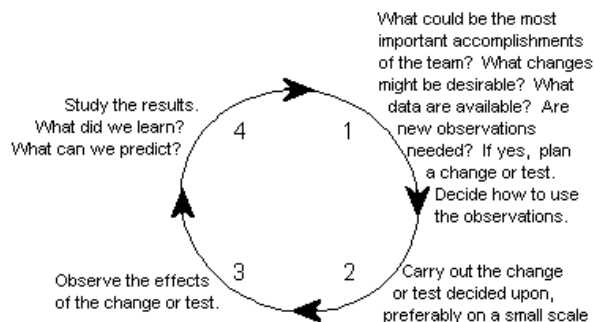 What could be the most
important accomplishments
of the team? What changes
might be desirable? What
data are available? Are
new observations
needed? If yes, plan
a change or test.
Decide how to use
the observations.
1
Carry out the change
or test decided upon,
preferably on a small scale
2
Observe the effects
of the change or test.
3
Study the results.
What did we learn?
What can we predict?
4